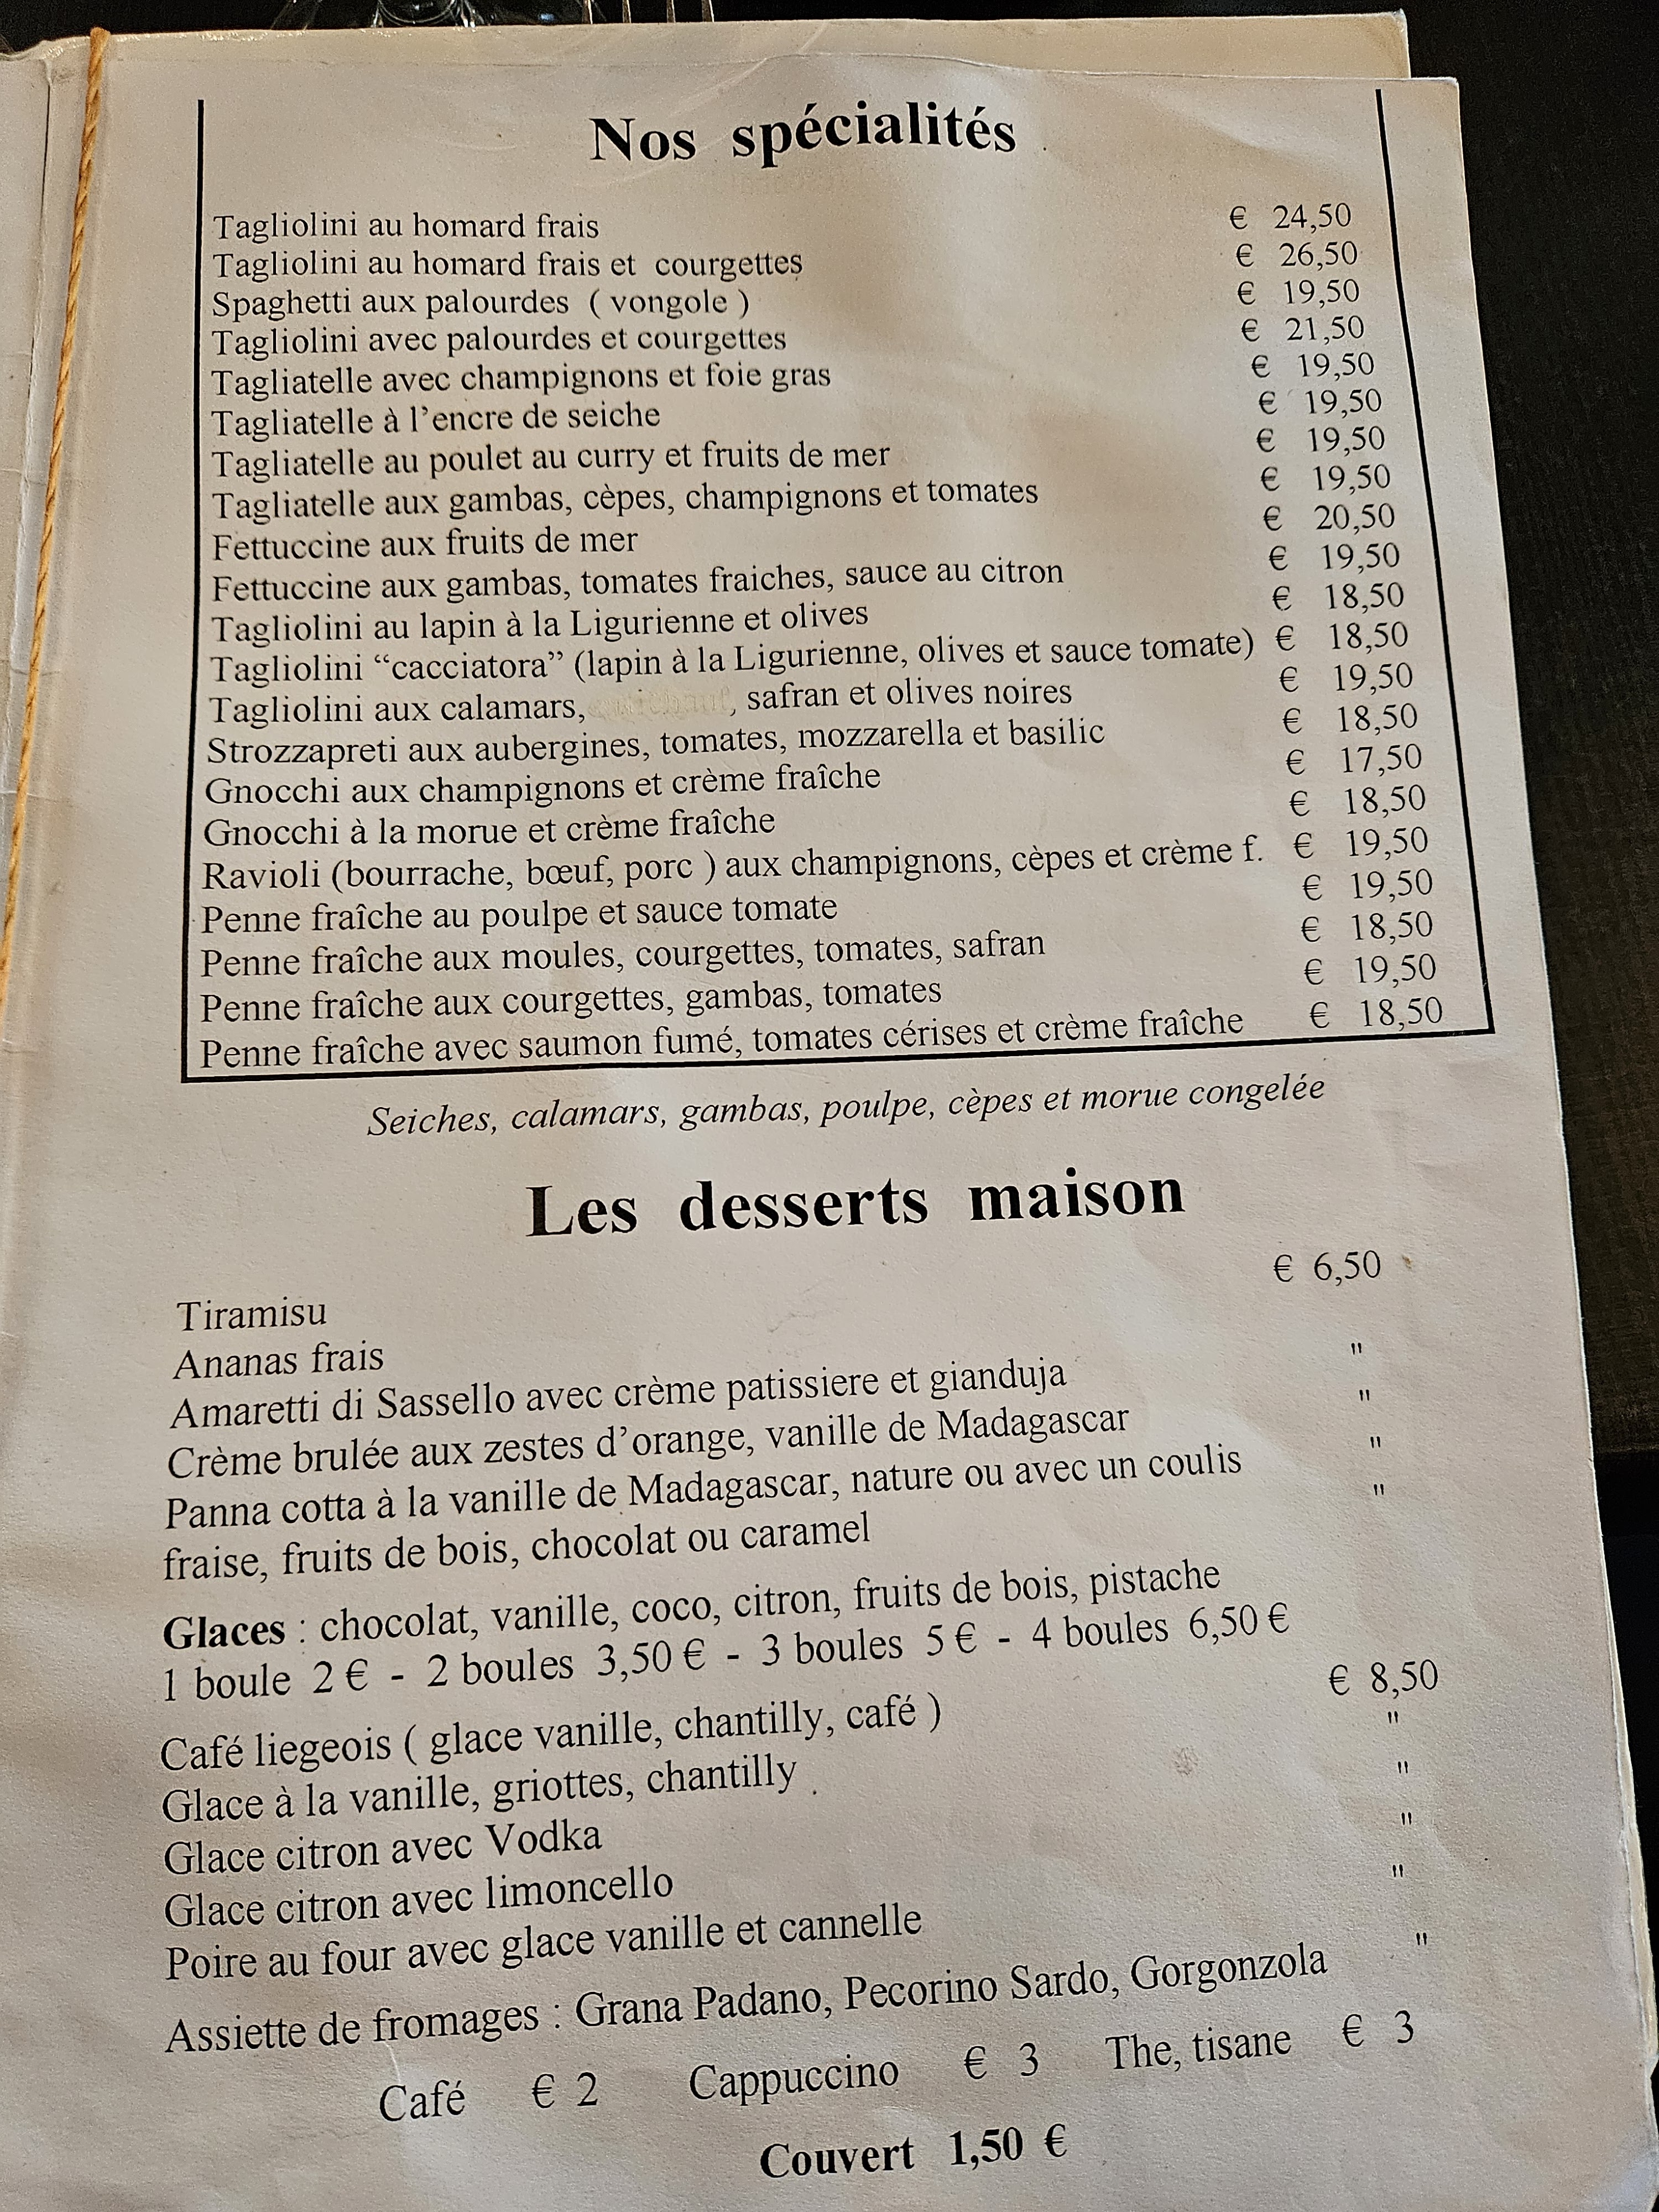 Nos spécialités
Tagliolini au homard frais € 24,50
Tagliolini au homard frais et courgettes € 26,50
Spaghetti aux palourdes ( vongole ) € 19,50
Tagliolini avec palourdes et courgettes € 21,50
Tagliatelle avec champignons et foie gras € 19,50
Tagliatelle à l’encre de seiche € 19,50
Tagliatelle au poulet au curry et fruits de mer € 19,50
Tagliatelle aux gambas, cèpes, champignons et tomates € 19,50
Fettuccine aux fruits de mer € 20,50
Fettuccine aux gambas, tomates fraiches, sauce au citron € 19,50
Tagliolini au lapin à la Ligurienne et olives € 18,50
Tagliolini “cacciatora” (lapin à la Ligurienne, olives et sauce tomate) € 18,50
Tagliolini aux calamars, , safran et olives noires € 19,50
Strozzapreti aux aubergines, tomates, mozzarella et basilic € 18,50
Gnocchi aux champignons et crème fraîche € 17,50
Gnocchi à la morue et crème fraîche € 18,50
Ravioli (bourrache, bœuf, porc ) aux champignons, cèpes et crème f. € 19,50
Penne fraîche au poulpe et sauce tomate € 19,50
Penne fraîche aux moules, courgettes, tomates, safran € 18,50
Penne fraîche aux courgettes, gambas, tomates € 19,50
Penne fraîche avec saumon fumé, tomates cérises et crème fraîche € 18,50
Seiches, calamars, gambas, poulpe, cèpes et morue congelée
Les desserts maison
Tiramisu € 6,50
Ananas frais "
Amaretti di Sassello avec crème patissiere et gianduja "
Crème brulée aux zestes d’orange, vanille de Madagascar "
Panna cotta à la vanille de Madagascar, nature ou avec un coulis "
fraise, fruits de bois, chocolat ou caramel
Glaces : chocolat, vanille, coco, citron, fruits de bois, pistache
1 boule 2 € - 2 boules 3,50 € - 3 boules 5 € - 4 boules 6,50 €
Café liegeois ( glace vanille, chantilly, café ) € 8,50
Glace à la vanille, griottes, chantilly "
Glace citron avec Vodka "
Glace citron avec limoncello "
Poire au four avec glace vanille et cannelle "
Assiette de fromages : Grana Padano, Pecorino Sardo, Gorgonzola "
Café € 2 Cappuccino € 3 The, tisane € 3
Couvert 1,50 €